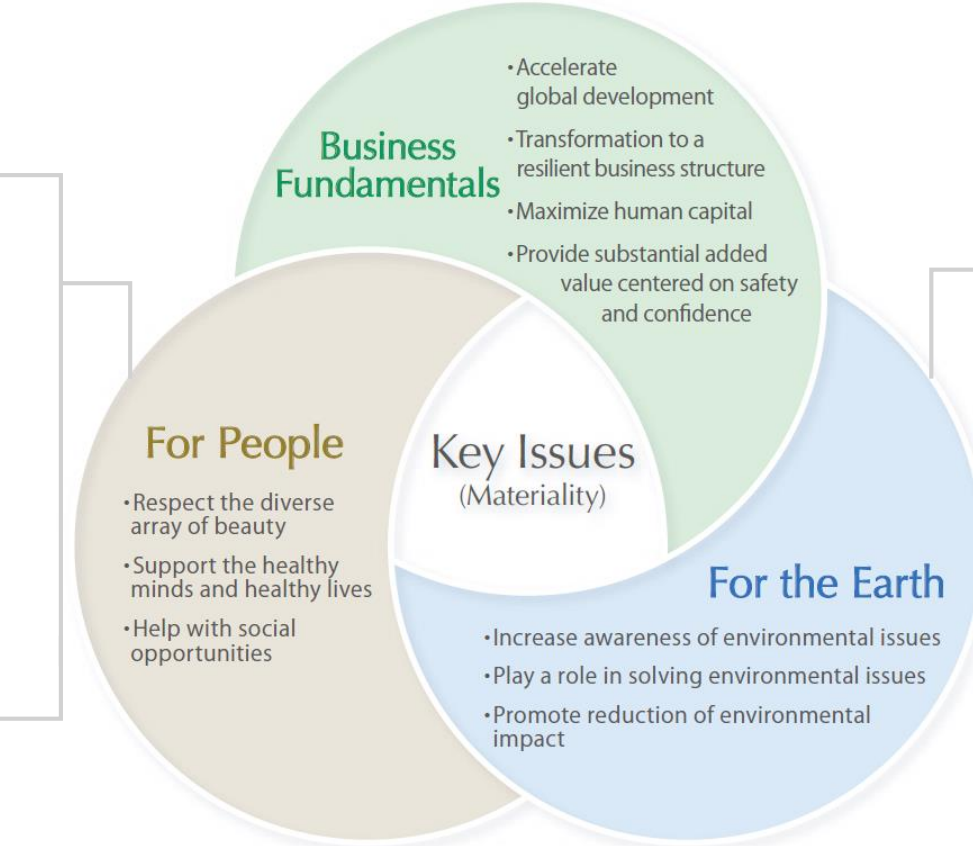 Business
Fundamentals
・Accelerate
global development
・Transformation to a
resilient business structure
・Maximize human capital
・Provide substantial added
value centered on safety
and confidence
For People
・Respect the diverse
array of beauty
・Support the healthy
minds and healthy lives
・Help with social
opportunities
Key Issues
(Materiality)
For the Earth
・Increase awareness of environmental issues
・Play a role in solving environmental issues
・Promote reduction of environmental
impact